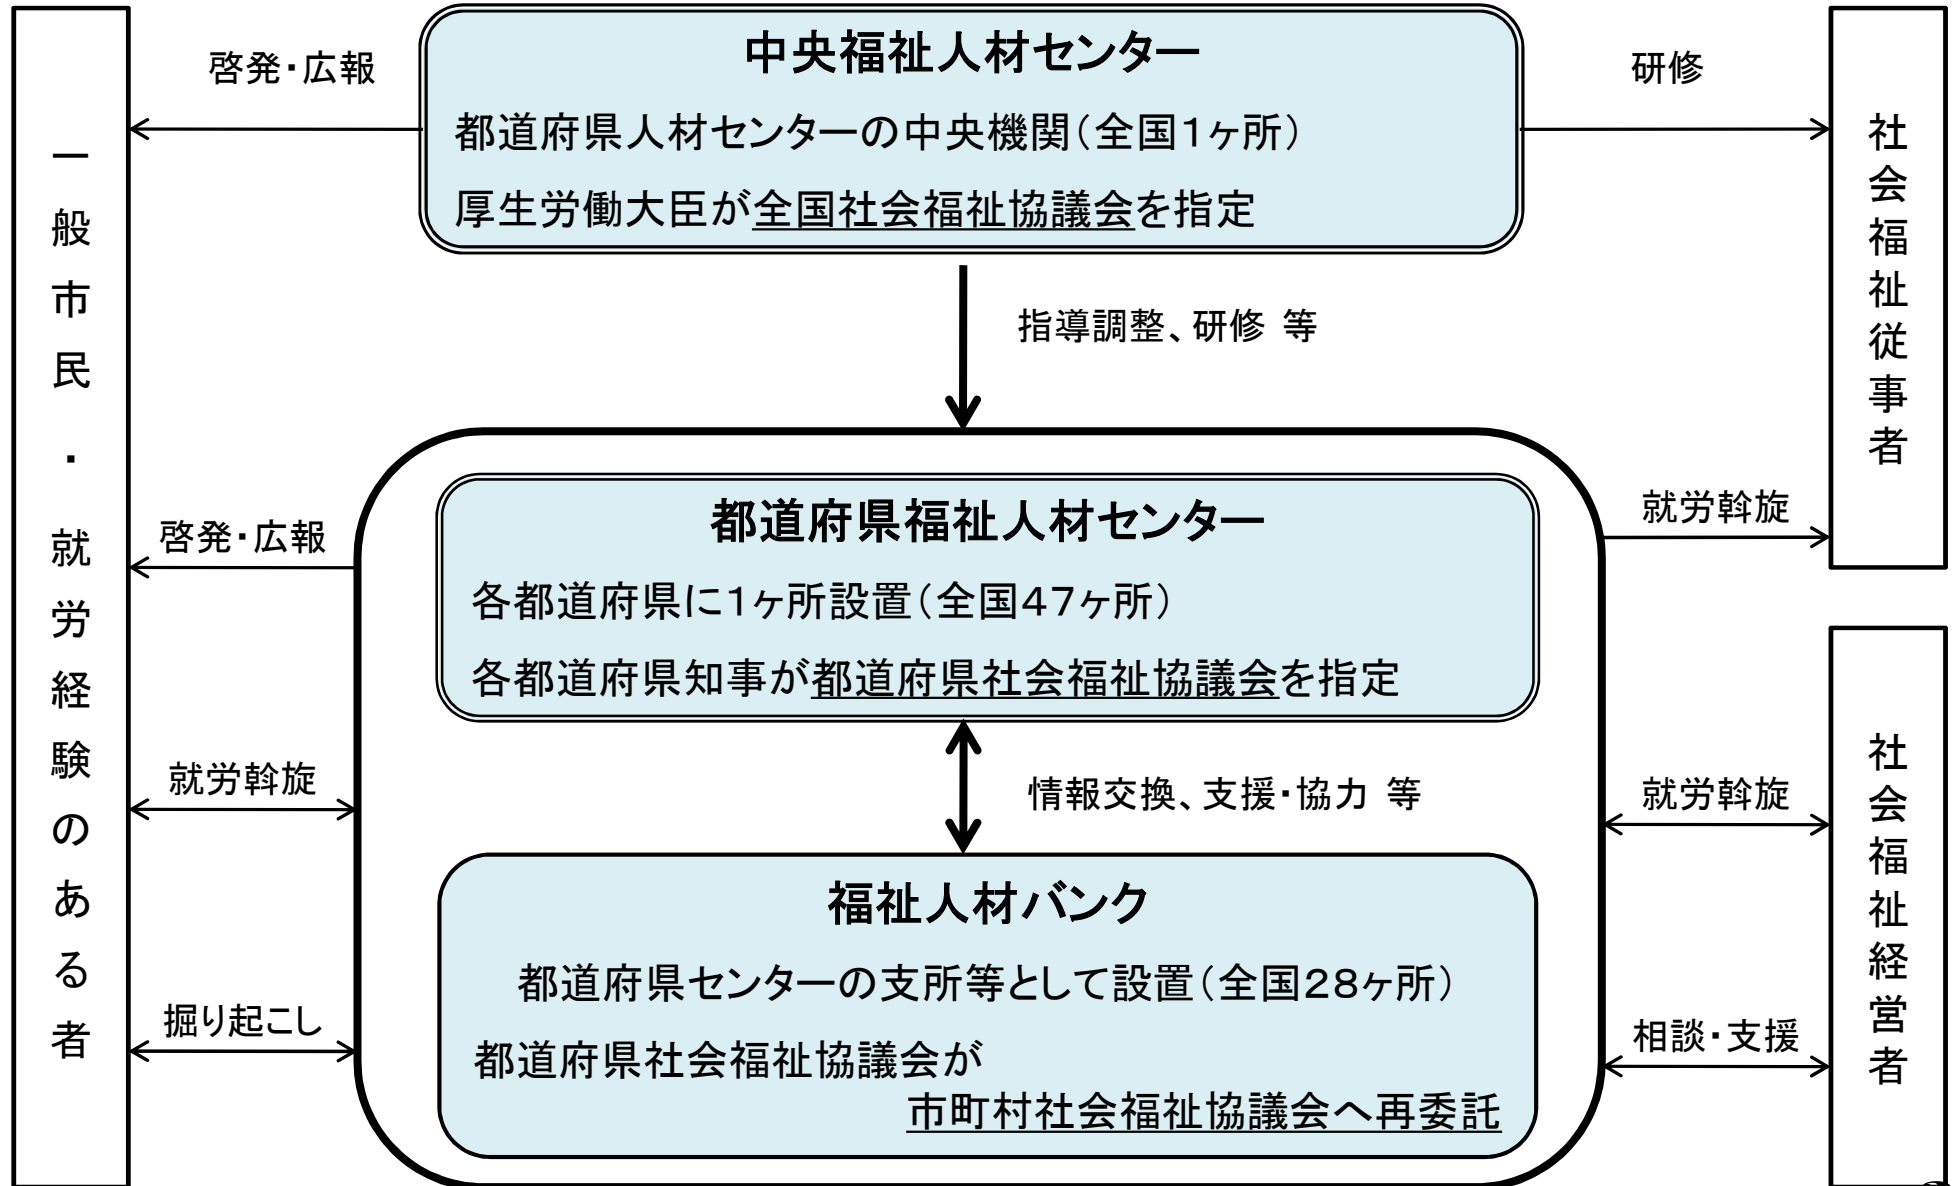 中央福祉人材センター
都道府県人材センターの中央機関（全国１ヶ所）
厚生労働大臣が全国社会福祉協議会を指定
啓発・広報
研修
一般市民・就労経験のある者
社会福祉従事者
指導調整、研修 等
都道府県福祉人材センター
各都道府県に１ヶ所設置（全国４７ヶ所）
各都道府県知事が都道府県社会福祉協議会を指定
啓発・広報
就労斡旋
情報交換、支援・協力 等
就労斡旋
就労斡旋
社会福祉経営者
福祉人材バンク
都道府県センターの支所等として設置（全国２８ヶ所）
都道府県社会福祉協議会が
市町村社会福祉協議会へ再委託
掘り起こし
相談・支援